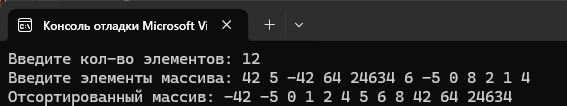 Консоль отладки Microsoft Vi
Введите кол-во элементов: 12
Введите элементы массива: 42 5 -42 64 24634 6 -5 0 8 2 1 4
Отсортированный массив: -42 -5 0 1 2 4 5 6 8 42 64 24634